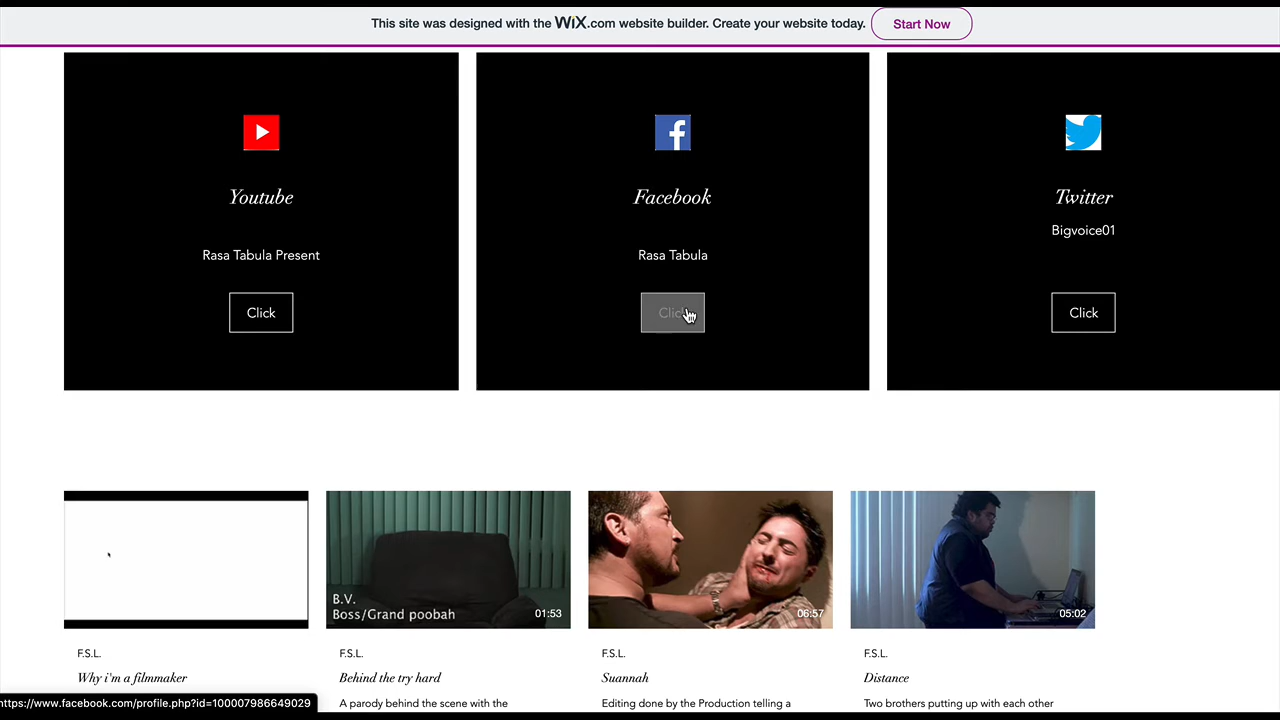 This site was designed with the WiX.com website builder. Create your website today.
Start Now
Youtube
Rasa Tabula Present
Click
Facebook
Rasa Tabula
Click
Twitter
Bigvoice01
Click
B.V.
Boss/Grand poobah
01:53
06:57
05:02
F.S.L.
Why i'm a filmmaker
F.S.L.
Behind the try hard
A parody behind the scene with the
F.S.L.
Suannah
Editing done by the Production telling a
F.S.L.
Distance
Two brothers putting up with each other
https://www.facebook.com/profile.php?id=100007986649029